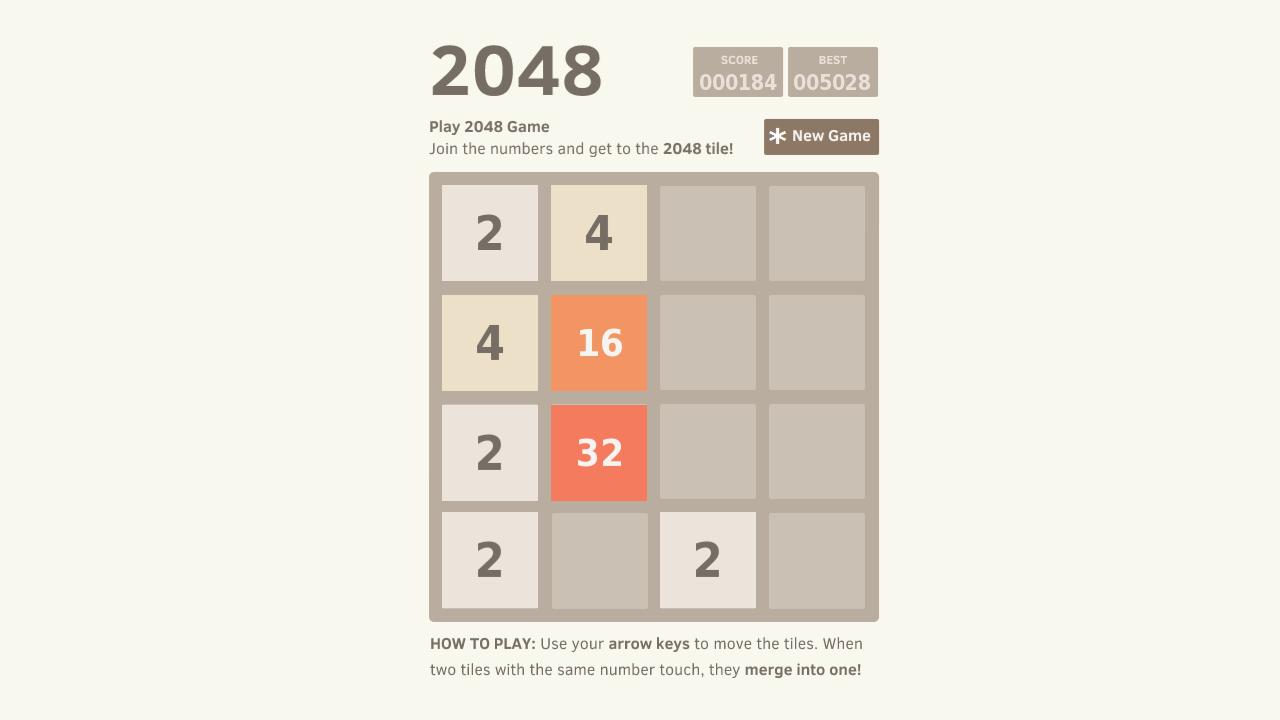 2048
SCORE
000184
BEST
005028
Play 2048 Game
Join the numbers and get to the 2048 tile!
* New Game
2 4
4 16
2 32
2 2
HOW TO PLAY: Use your arrow keys to move the tiles. When
two tiles with the same number touch, they merge into one!